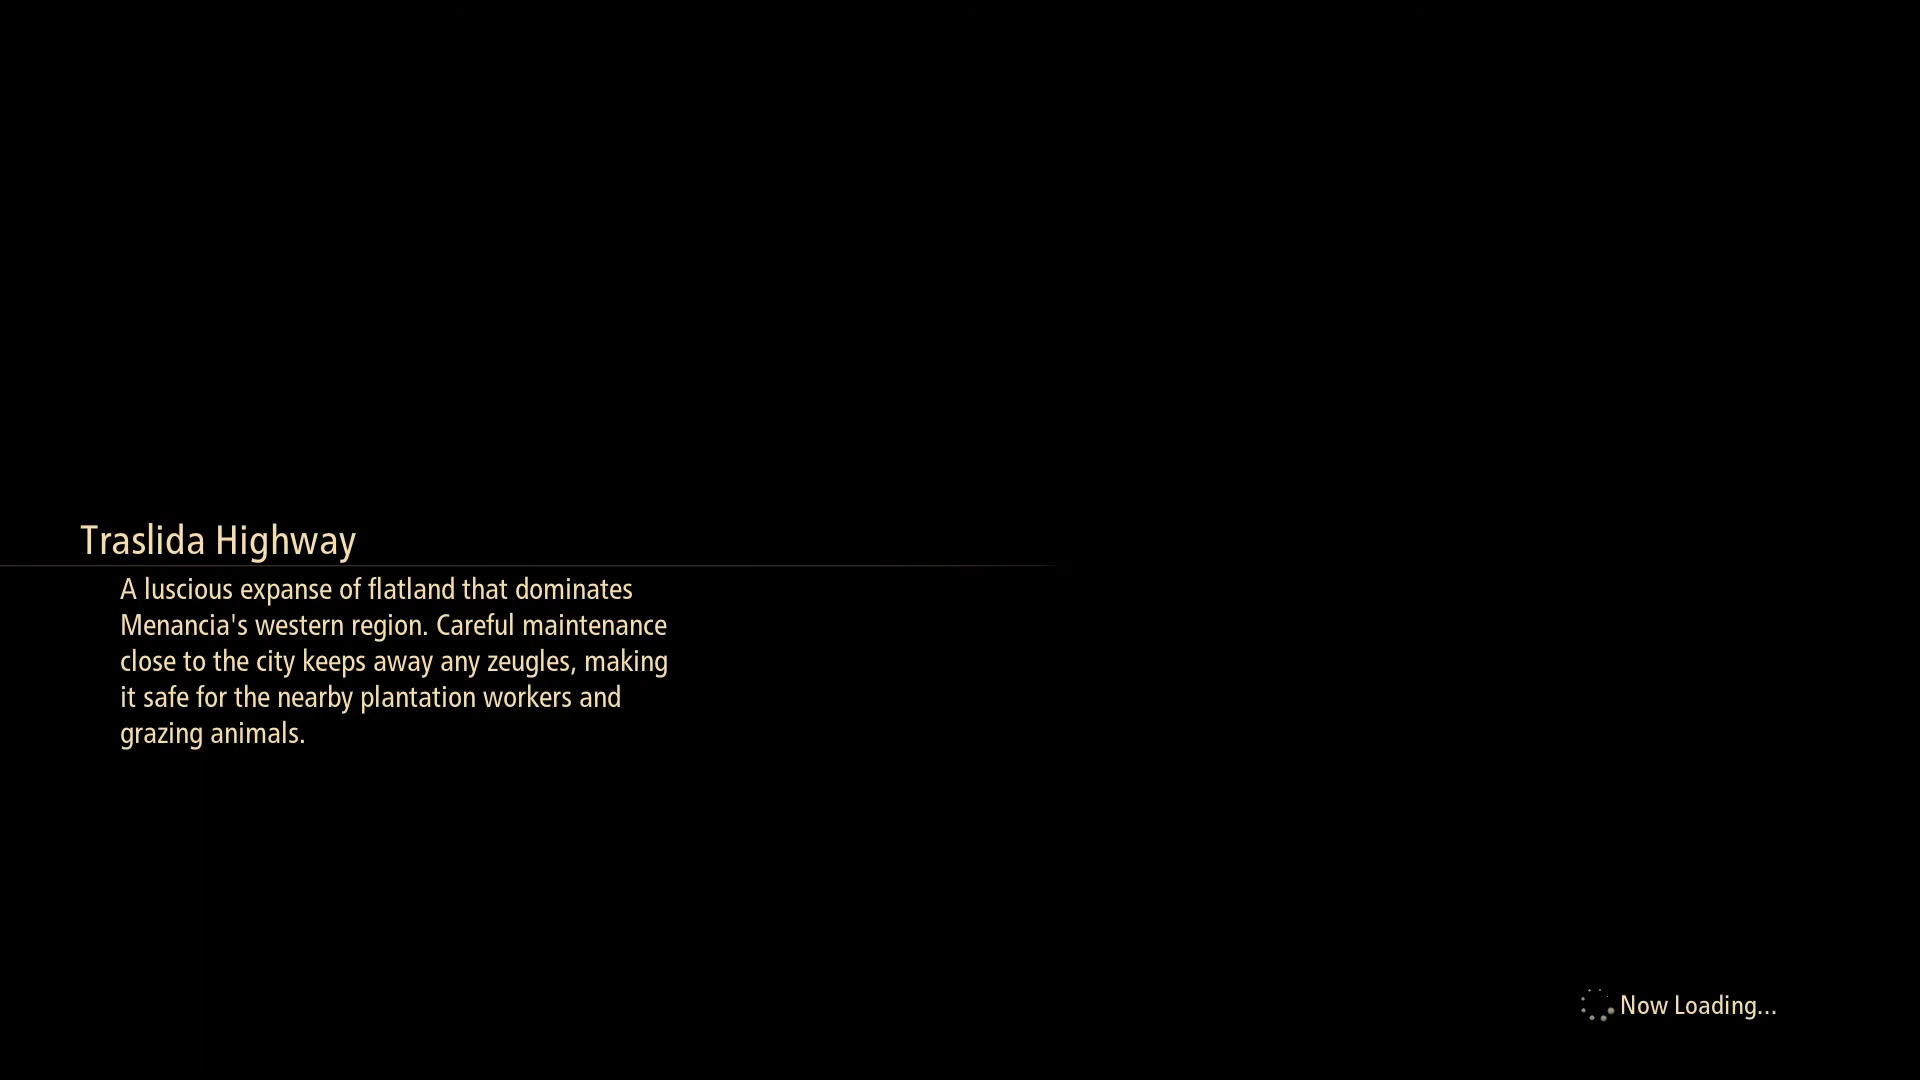 Traslida Highway
A luscious expanse of flatland that dominates
Menancia's western region. Careful maintenance
close to the city keeps away any zeugles, making
it safe for the nearby plantation workers and
grazing animals.
Now Loading...